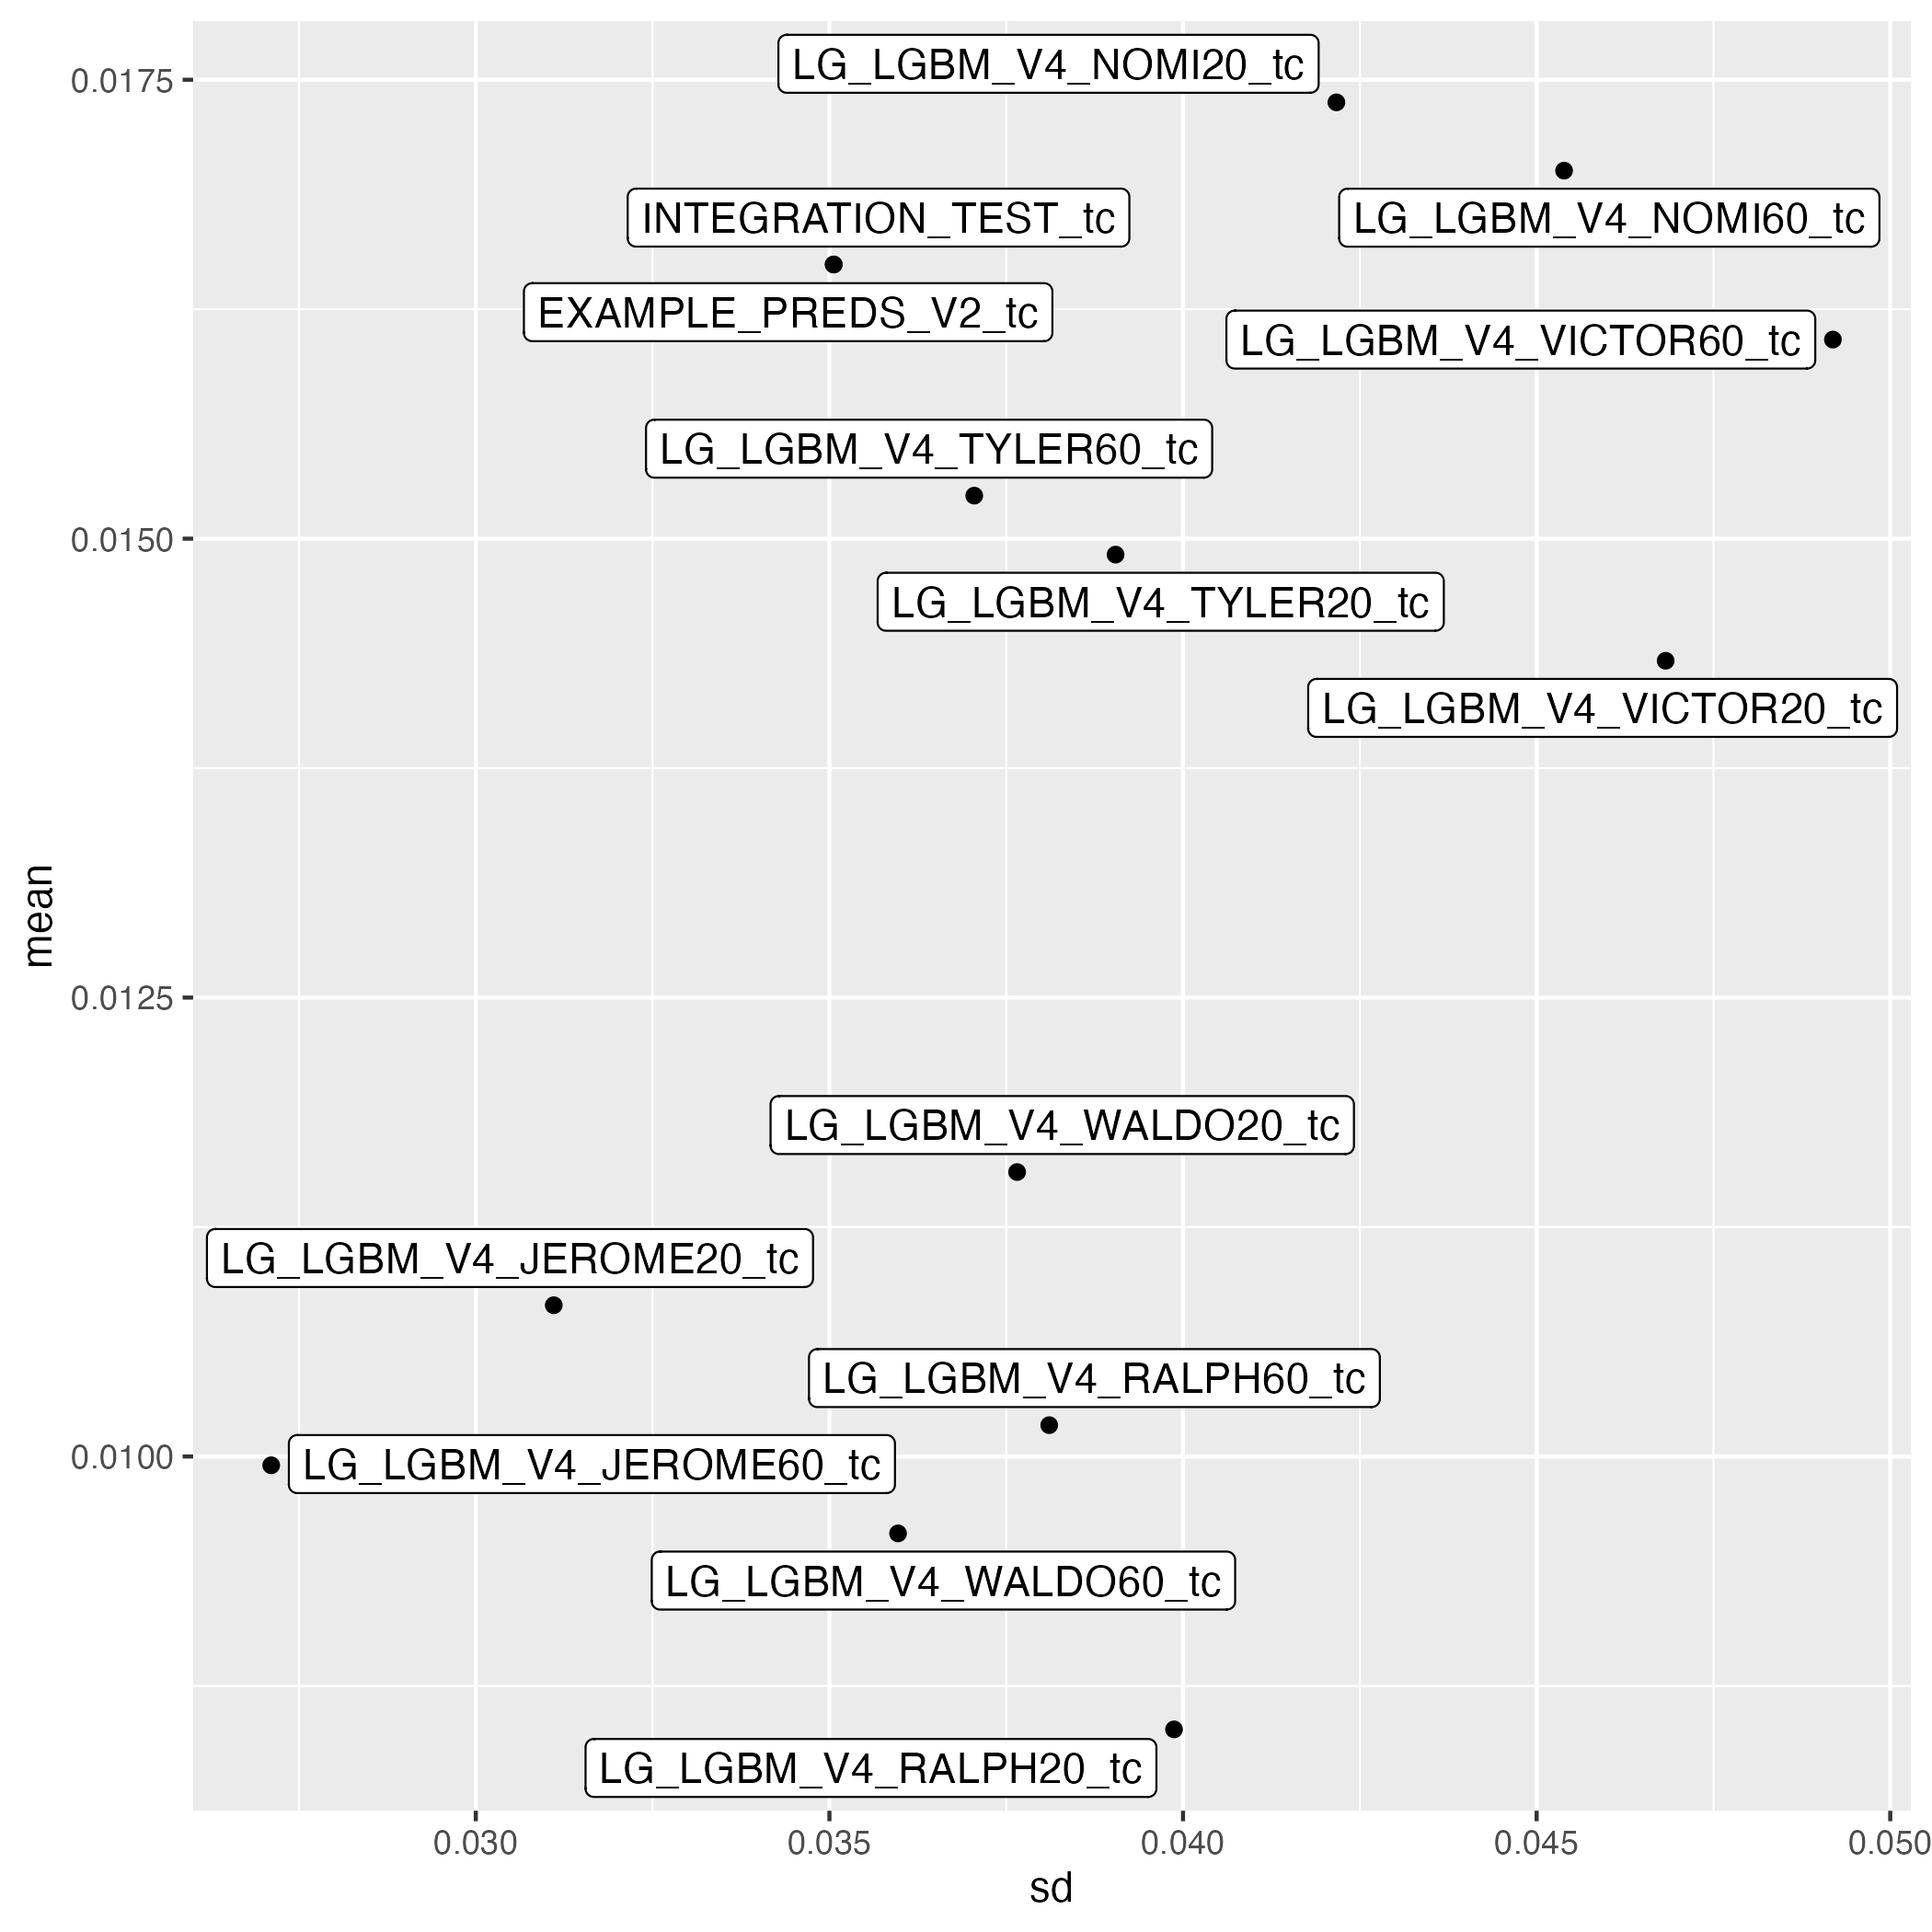 LG_LGBM_V4_NOMI20_tc
0.0175
INTEGRATION_TEST_tc
LG_LGBM_V4_NOMI60_tc
EXAMPLE_PREDS_V2_tc
LG_LGBM_V4_VICTOR60_tc
LG_LGBM_V4_TYLER60_tc
0.0150
LG_LGBM_V4_TYLER20_tc
LG_LGBM_V4_VICTOR20_tc
mean
0.0125
LG_LGBM_V4_WALDO20_tc
LG_LGBM_V4_JEROME20_tc
LG_LGBM_V4_RALPH60_tc
0.0100
LG_LGBM_V4_JEROME60_tc
LG_LGBM_V4_WALDO60_tc
LG_LGBM_V4_RALPH20_tc
0.030 0.035 0.040 0.045 0.050
sd